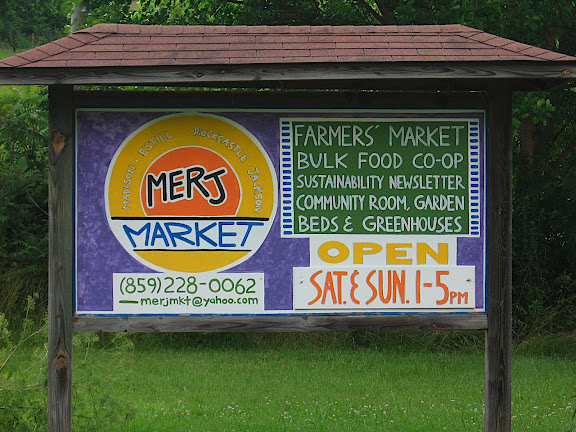 MADISON - ESTILL ROCKCASTLE JACKSON
MERJ
MARKET
(859)228-0062
merjmkt@yahoo.com
FARMERS' MARKET
BULK FOOD CO-OP
SUSTAINABILITY NEWSLETTER
COMMUNITY ROOM, GARDEN
BEDS & GREENHOUSES
OPEN
SAT. & SUN. 1-5PM